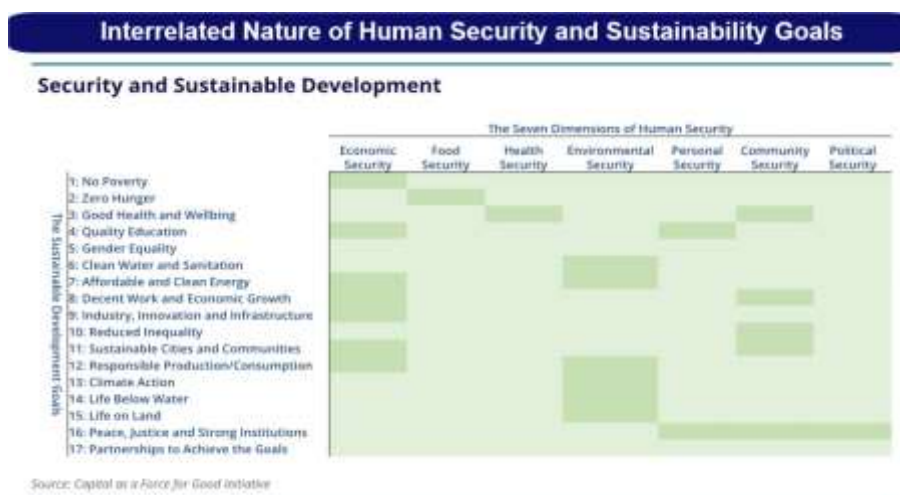 Interrelated Nature of Human Security and Sustainability Goals
Security and Sustainable Development
The Seven Dimensions of Human Security
Economic Security
Food Security
Health Security
Environmental Security
Personal Security
Community Security
Political Security
The Sustainable Development Goals
1: No Poverty
2: Zero Hunger
3: Good Health and Wellbing
4: Quality Education
5: Gender Equality
6: Clean Water and Sanitation
7: Affordable and Clean Energy
8: Decent Work and Economic Growth
9: Industry, Innovation and Infrastructure
10: Reduced Inequality
11: Sustainable Cities and Communities
12: Responsible Production/Consumption
13: Climate Action
14: Life Below Water
15: Life on Land
16: Peace, Justice and Strong Institutions
17: Partnerships to Achieve the Goals
Source: Capital as a Force for Good Initiative